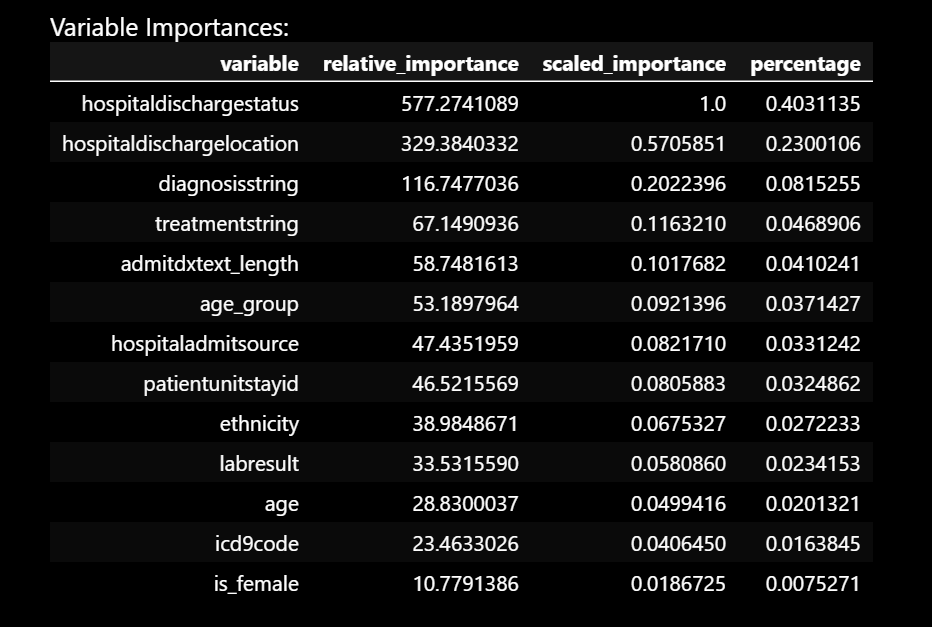 Variable Importances:
variable relative_importance scaled_importance percentage
hospitaldischargestatus 577.2741089 1.0 0.4031135
hospitaldischargelocation 329.3840332 0.5705851 0.2300106
diagnosisstring 116.7477036 0.2022396 0.0815255
treatmentstring 67.1490936 0.1163210 0.0468906
admitdxtext_length 58.7481613 0.1017682 0.0410241
age_group 53.1897964 0.0921396 0.0371427
hospitaladmitsource 47.4351959 0.0821710 0.0331242
patientunitstayid 46.5215569 0.0805883 0.0324862
ethnicity 38.9848671 0.0675327 0.0272233
labresult 33.5315590 0.0580860 0.0234153
age 28.8300037 0.0499416 0.0201321
icd9code 23.4633026 0.0406450 0.0163845
is_female 10.7791386 0.0186725 0.0075271